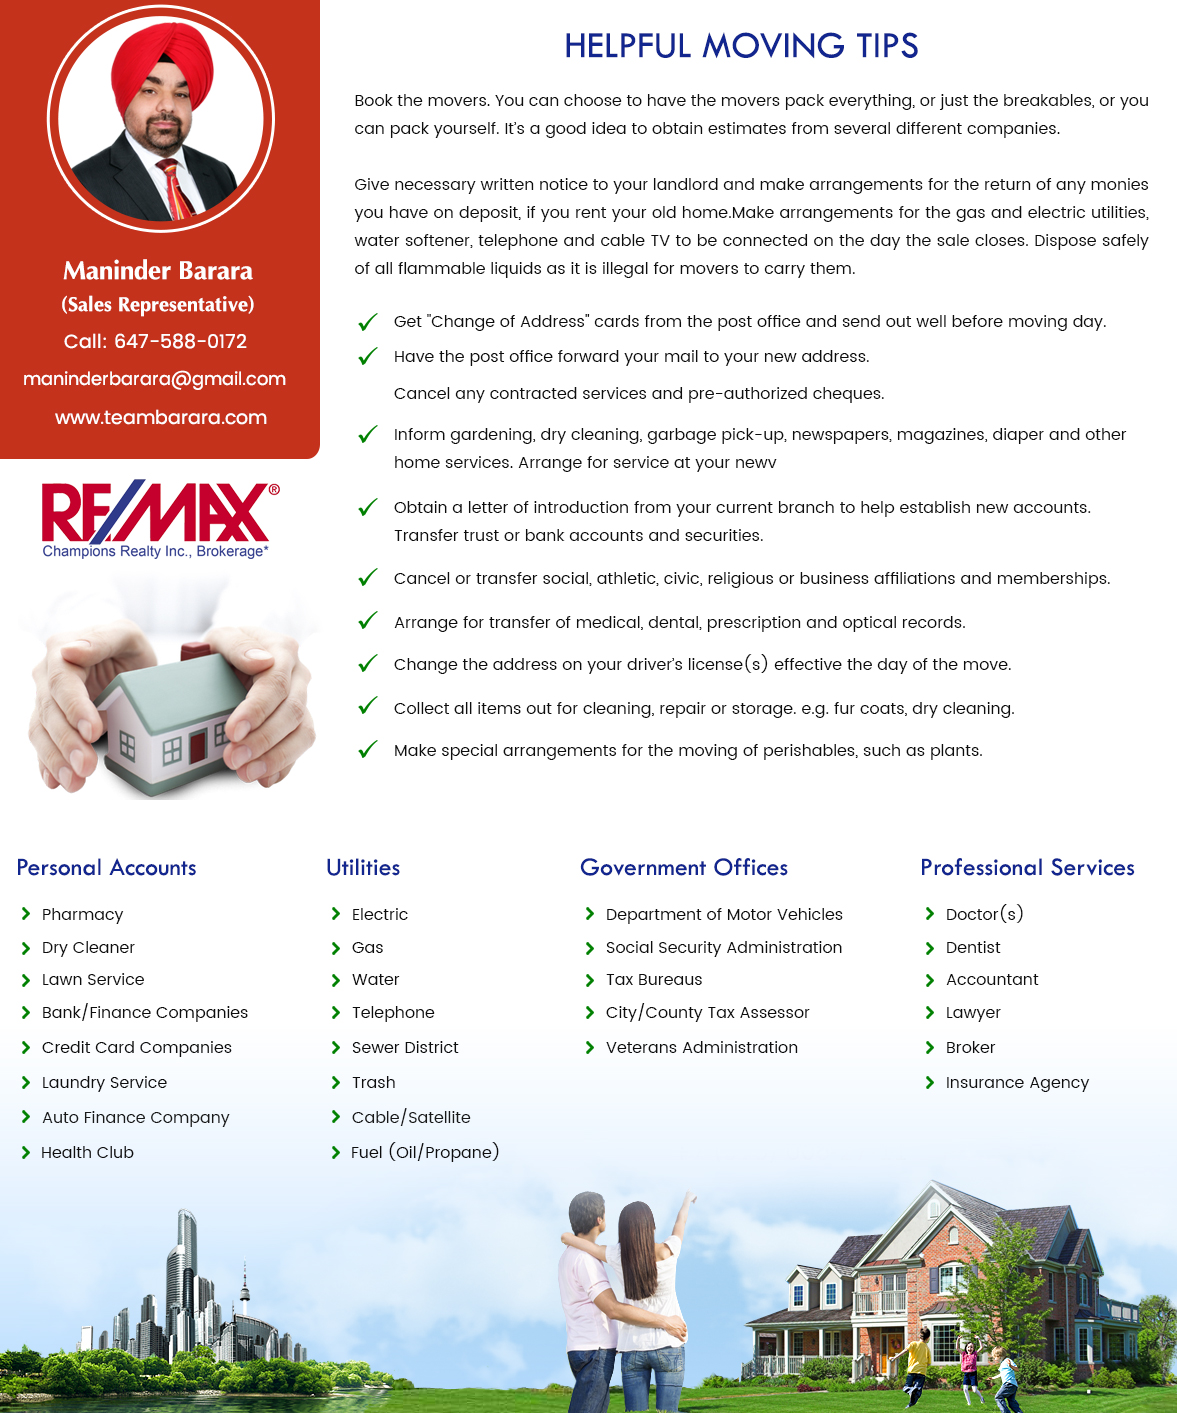 Maninder Barara
(Sales Representative)
Call: 647-588-0172
maninderbarara@gmail.com
www.teambarara.com
RE/MAX®
Champions Realty Inc., Brokerage*
HELPFUL MOVING TIPS
Book the movers. You can choose to have the movers pack everything, or just the breakables, or you
can pack yourself. It's a good idea to obtain estimates from several different companies.
Give necessary written notice to your landlord and make arrangements for the return of any monies
you have on deposit, if you rent your old home.Make arrangements for the gas and electric utilities,
water softener, telephone and cable TV to be connected on the day the sale closes. Dispose safely
of all flammable liquids as it is illegal for movers to carry them.
Get "Change of Address" cards from the post office and send out well before moving day.
Have the post office forward your mail to your new address.
Cancel any contracted services and pre-authorized cheques.
Inform gardening, dry cleaning, garbage pick-up, newspapers, magazines, diaper and other
home services. Arrange for service at your newv
Obtain a letter of introduction from your current branch to help establish new accounts.
Transfer trust or bank accounts and securities.
Cancel or transfer social, athletic, civic, religious or business affiliations and memberships.
Arrange for transfer of medical, dental, prescription and optical records.
Change the address on your driver's license(s) effective the day of the move.
Collect all items out for cleaning, repair or storage. e.g. fur coats, dry cleaning.
Make special arrangements for the moving of perishables, such as plants.
Personal Accounts
Pharmacy
Dry Cleaner
Lawn Service
Bank/Finance Companies
Credit Card Companies
Laundry Service
Auto Finance Company
Health Club
Utilities
Electric
Gas
Water
Telephone
Sewer District
Trash
Cable/Satellite
Fuel (Oil/Propane)
Government Offices
Department of Motor Vehicles
Social Security Administration
Tax Bureaus
City/County Tax Assessor
Veterans Administration
Professional Services
Doctor(s)
Dentist
Accountant
Lawyer
Broker
Insurance Agency